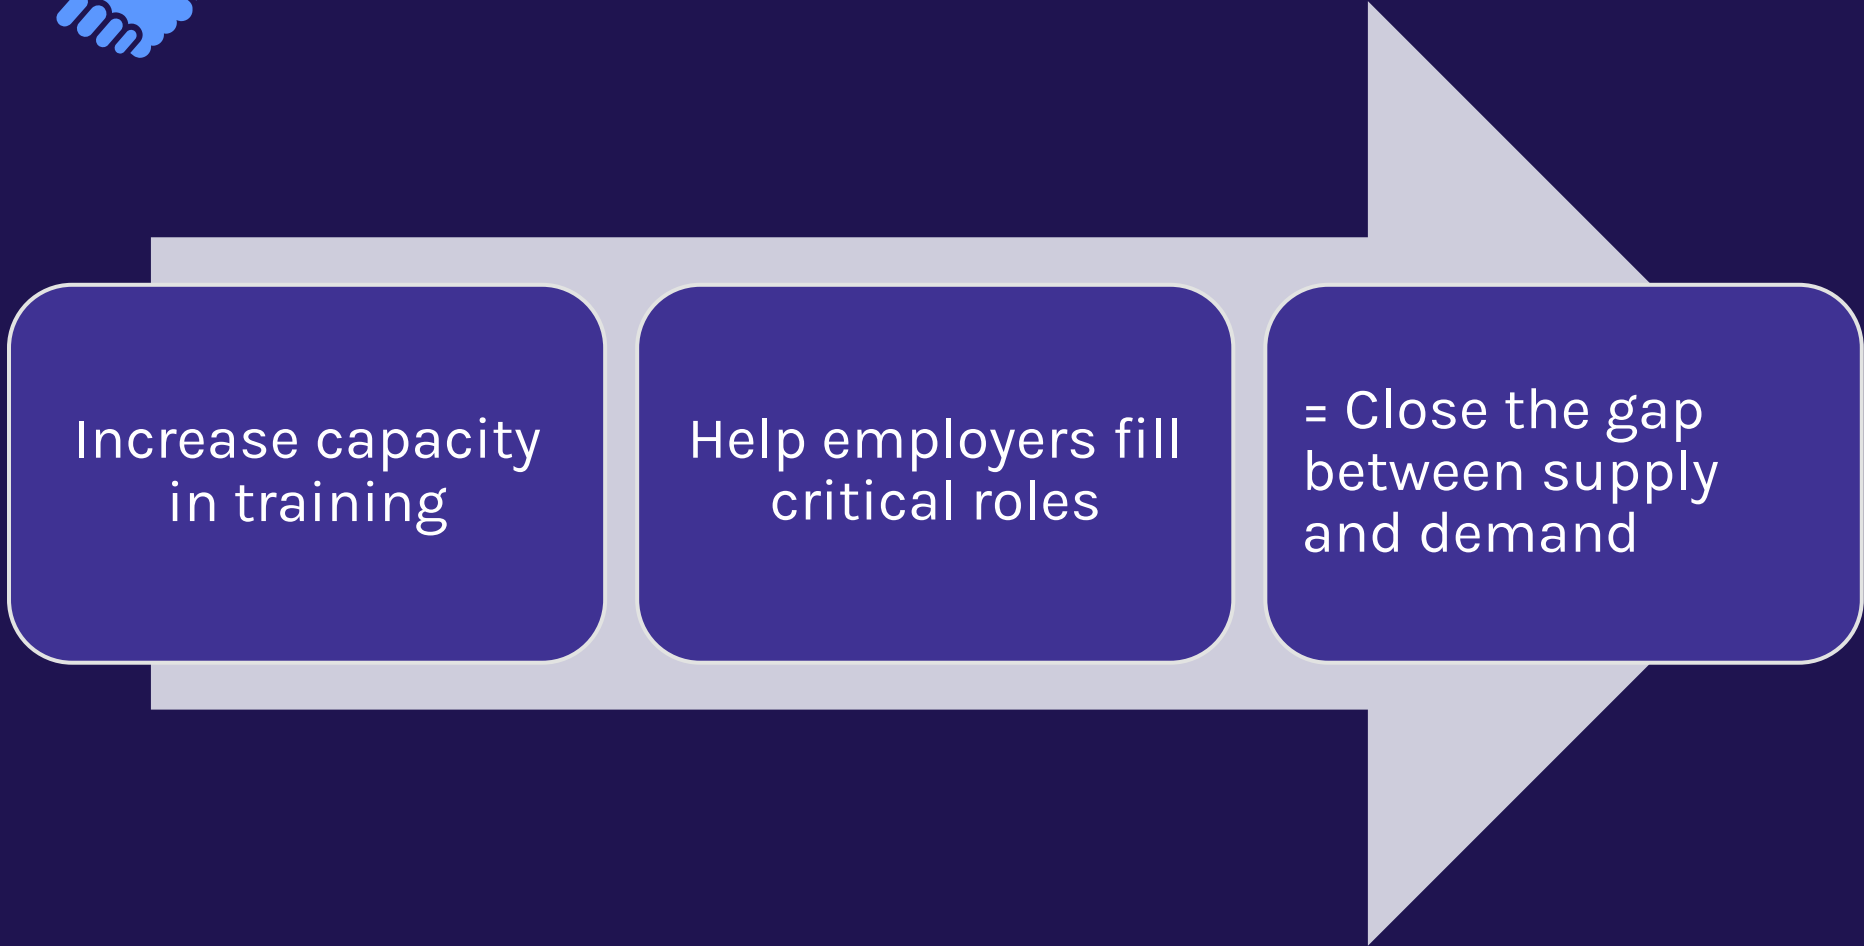 Increase capacity
in training
Help employers fill
critical roles
= Close the gap
between supply
and demand